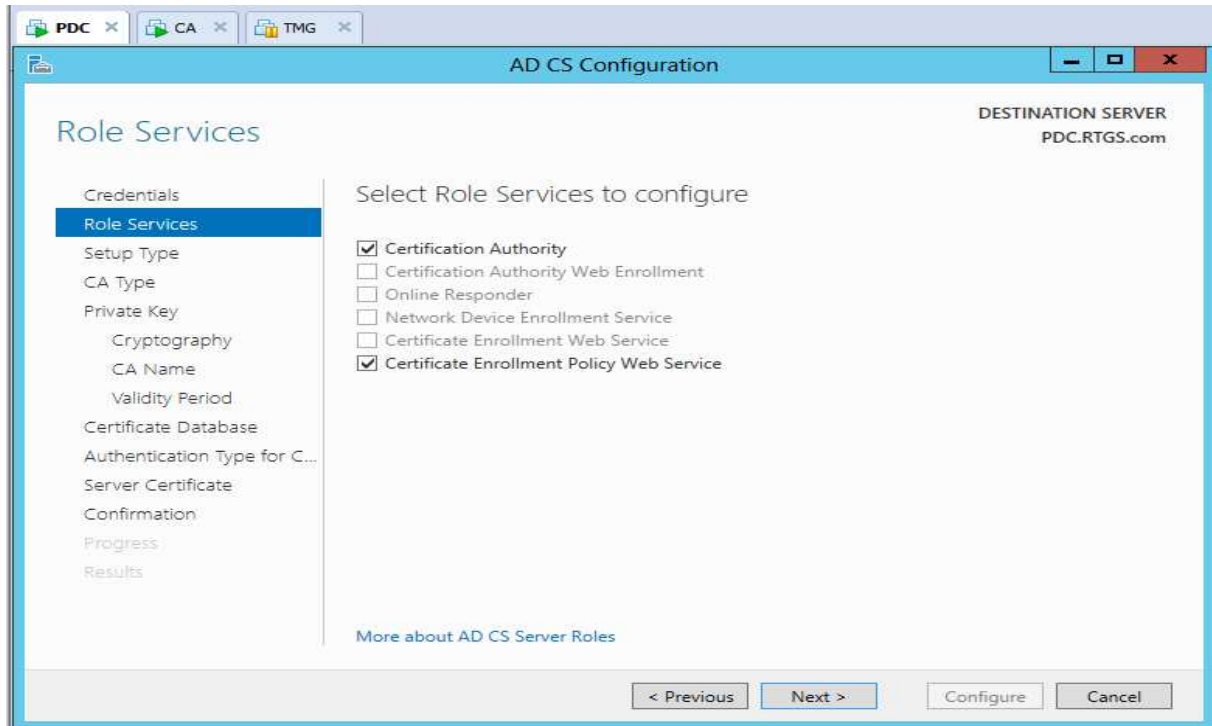 PDC CA TMG
AD CS Configuration
Role Services
DESTINATION SERVER
PDC.RTGS.com
Credentials
Role Services
Setup Type
CA Type
Private Key
Cryptography
CA Name
Validity Period
Certificate Database
Authentication Type for C...
Server Certificate
Confirmation
Progress
Results
Select Role Services to configure
Certification Authority
Certification Authority Web Enrollment
Online Responder
Network Device Enrollment Service
Certificate Enrollment Web Service
Certificate Enrollment Policy Web Service
More about AD CS Server Roles
< Previous Next > Configure Cancel